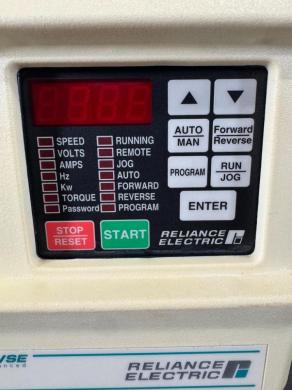 AUTO
MAN
Forward
Reverse
SPEED RUNNING
VOLTS REMOTE
AMPS JOG
Hz AUTO
Kw FORWARD
TORQUE REVERSE
Password PROGRAM
PROGRAM
RUN
JOG
ENTER
STOP
RESET
START
RELIANCE
ELECTRIC
VSE
RELIANCE
ELECTRIC